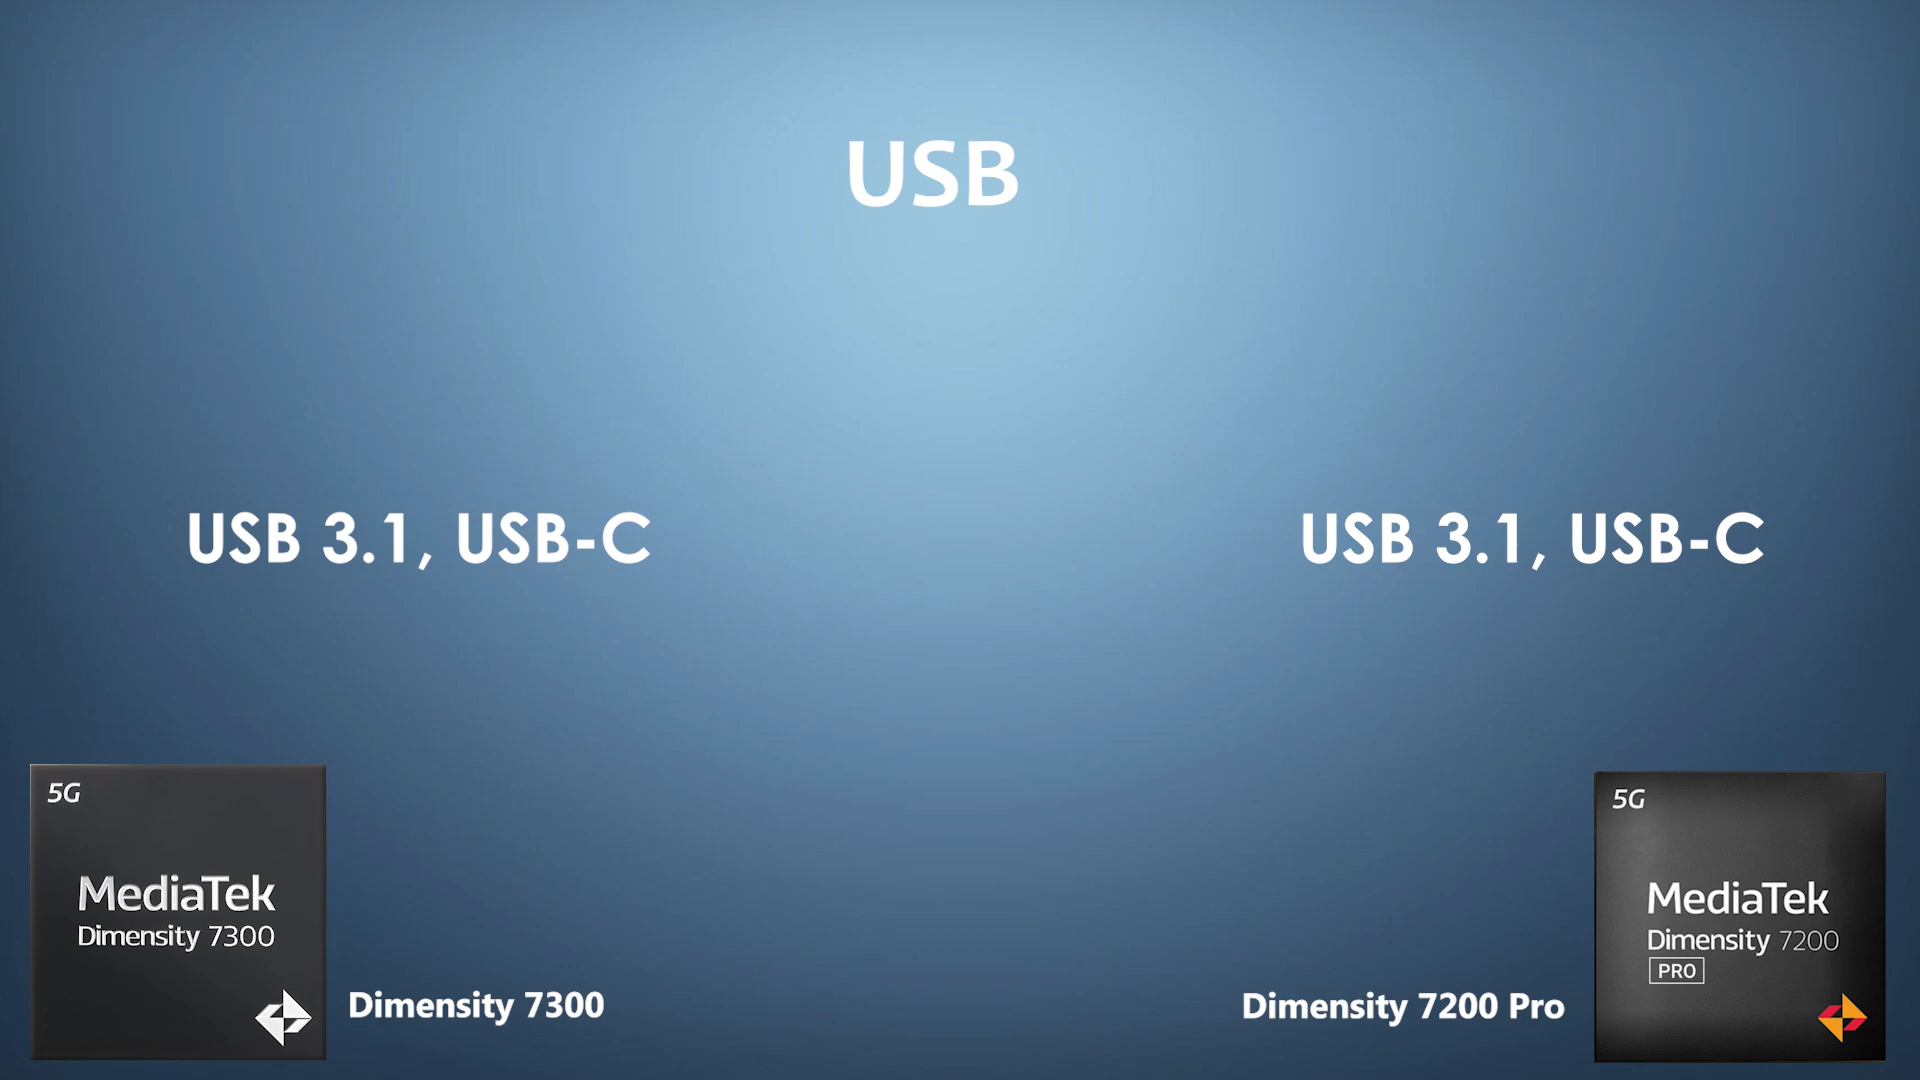 USB
USB 3.1, USB-C
USB 3.1, USB-C
5G
MediaTek
Dimensity 7300
Dimensity 7300
Dimensity 7200 Pro
5G
MediaTek
Dimensity 7200
PRO